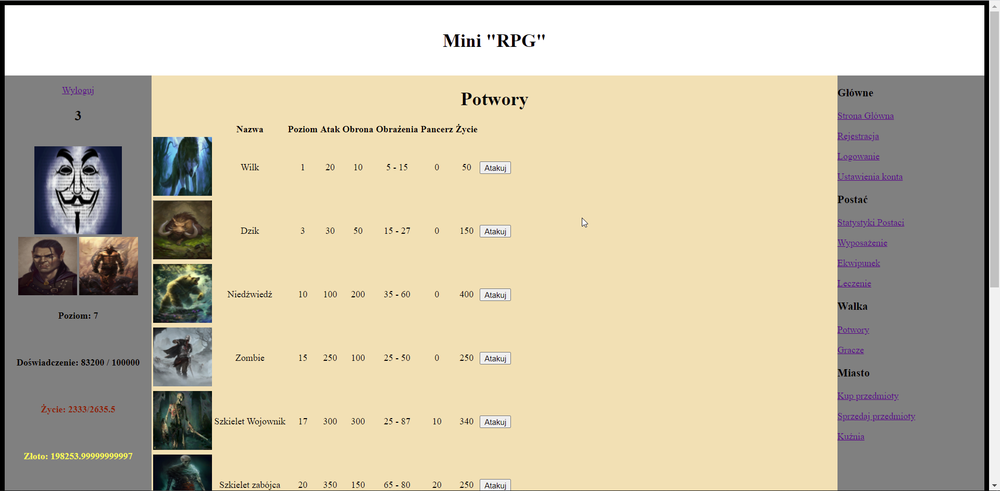 Mini "RPG"
Wyloguj
3
Poziom: 7
Doświadczenie: 83200 / 100000
Życie: 2333/2635.5
Złoto: 198253.99999999997
Potwory
Nazwa Poziom Atak Obrona Obrażenia Pancerz Życie
Wilk 1 20 10 5 - 15 0 50 Atakuj
Dzik 3 30 50 15 - 27 0 150 Atakuj
Niedźwiedź 10 100 200 35 - 60 0 400 Atakuj
Zombie 15 250 100 25 - 50 0 250 Atakuj
Szkielet Wojownik 17 300 300 25 - 87 10 340 Atakuj
Szkielet zabójca 20 350 150 65 - 80 20 250 Atakuj
Główne
Strona Główna
Rejestracja
Logowanie
Ustawienia konta
Postać
Statystyki Postaci
Wyposażenie
Ekwipunek
Leczenie
Walka
Potwory
Gracze
Miasto
Kup przedmioty
Sprzedaj przedmioty
Kuźnia